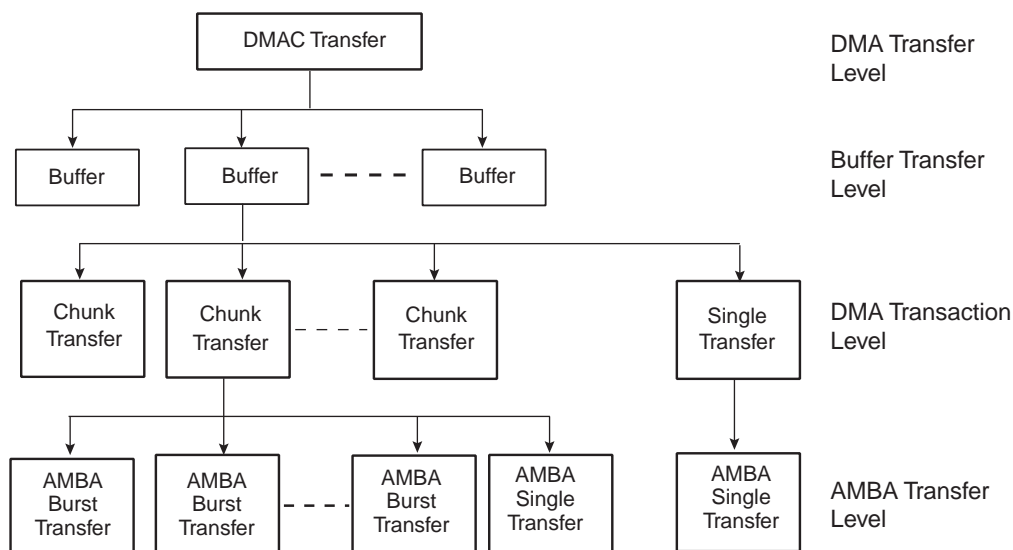 DMAC Transfer
DMA Transfer
Level
Buffer
Buffer
Buffer
Buffer Transfer
Level
Chunk
Transfer
Chunk
Transfer
Chunk
Transfer
Single
Transfer
DMA Transaction
Level
AMBA
Burst
Transfer
AMBA
Burst
Transfer
AMBA
Burst
Transfer
AMBA
Single
Transfer
AMBA
Single
Transfer
AMBA Transfer
Level